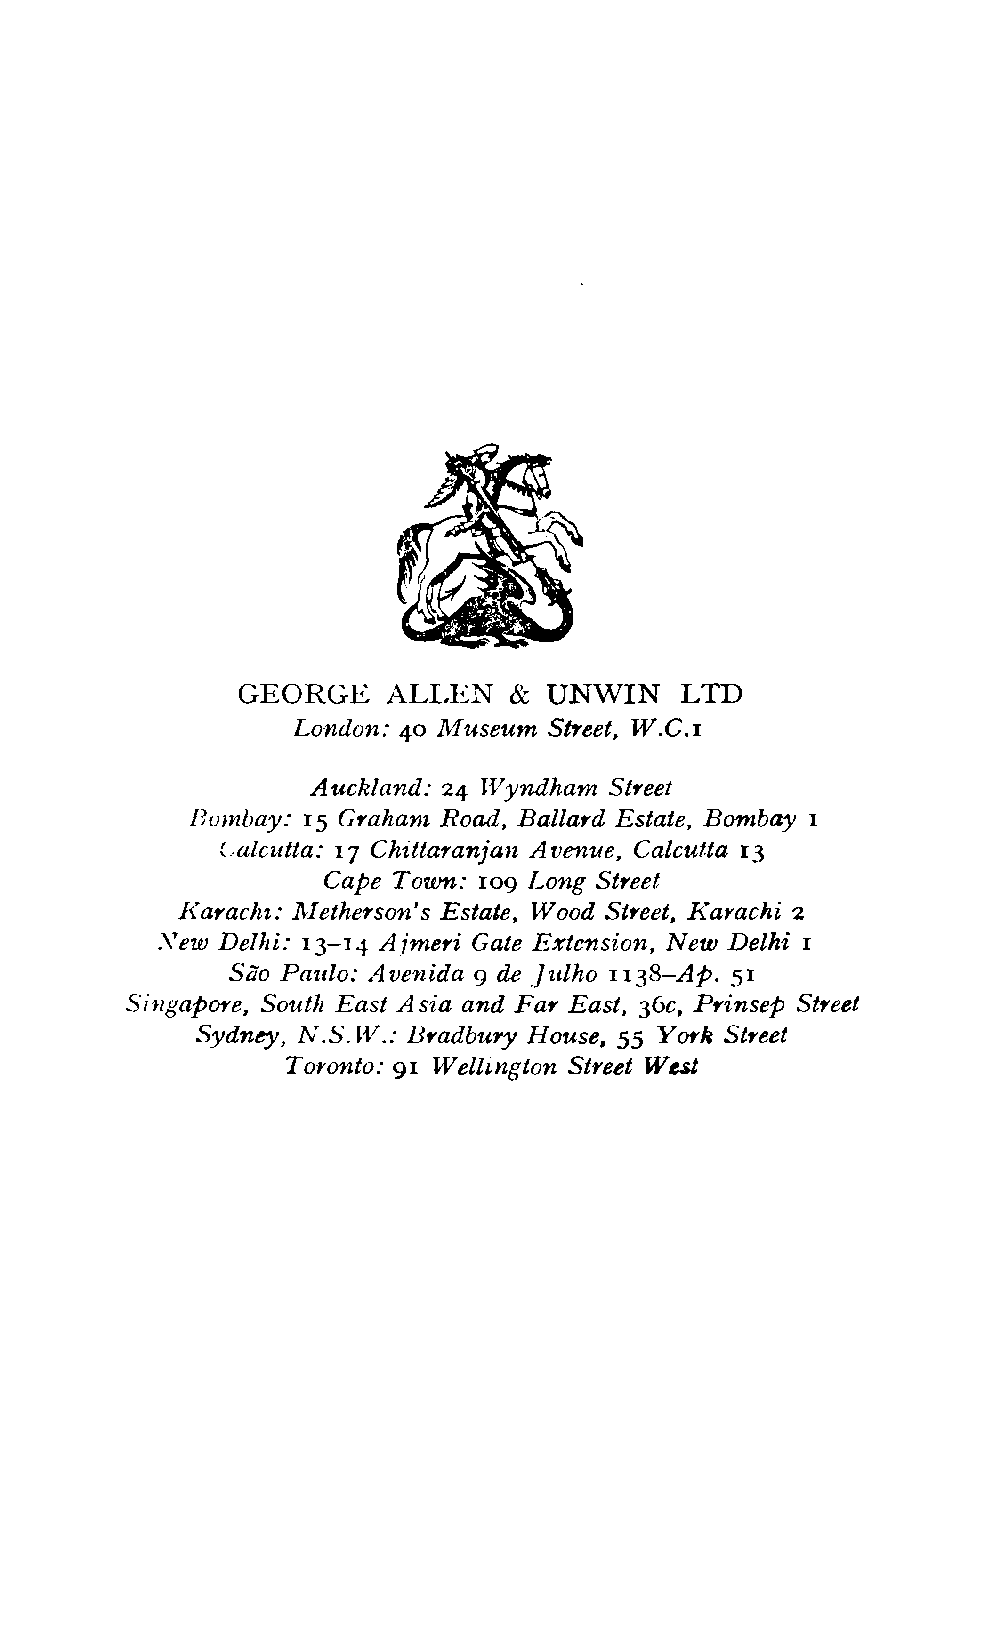 GEORGE ALLEN & UNWIN LTD
London: 40 Museum Street, W.C.1
Auckland: 24 Wyndham Street
Bombay: 15 Graham Road, Ballard Estate, Bombay 1
Calcutta: 17 Chittaranjan Avenue, Calcutta 13
Cape Town: 109 Long Street
Karachi: Metherson's Estate, Wood Street, Karachi 2
New Delhi: 13–14 Ajmeri Gate Extension, New Delhi 1
São Paulo: Avenida 9 de Julho 1138–Ap. 51
Singapore, South East Asia and Far East, 36c, Prinsep Street
Sydney, N.S.W.: Bradbury House, 55 York Street
Toronto: 91 Wellington Street West